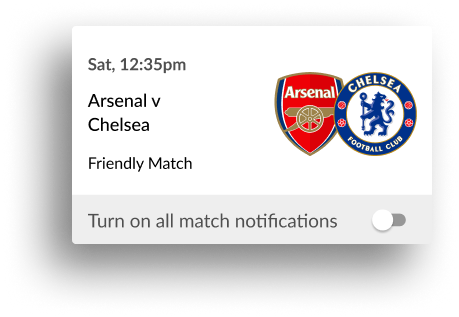 Sat, 12:35pm
Arsenal v
Chelsea
Friendly Match
Arsenal
CHELSEA
FOOTBALL CLUB
Turn on all match notifications